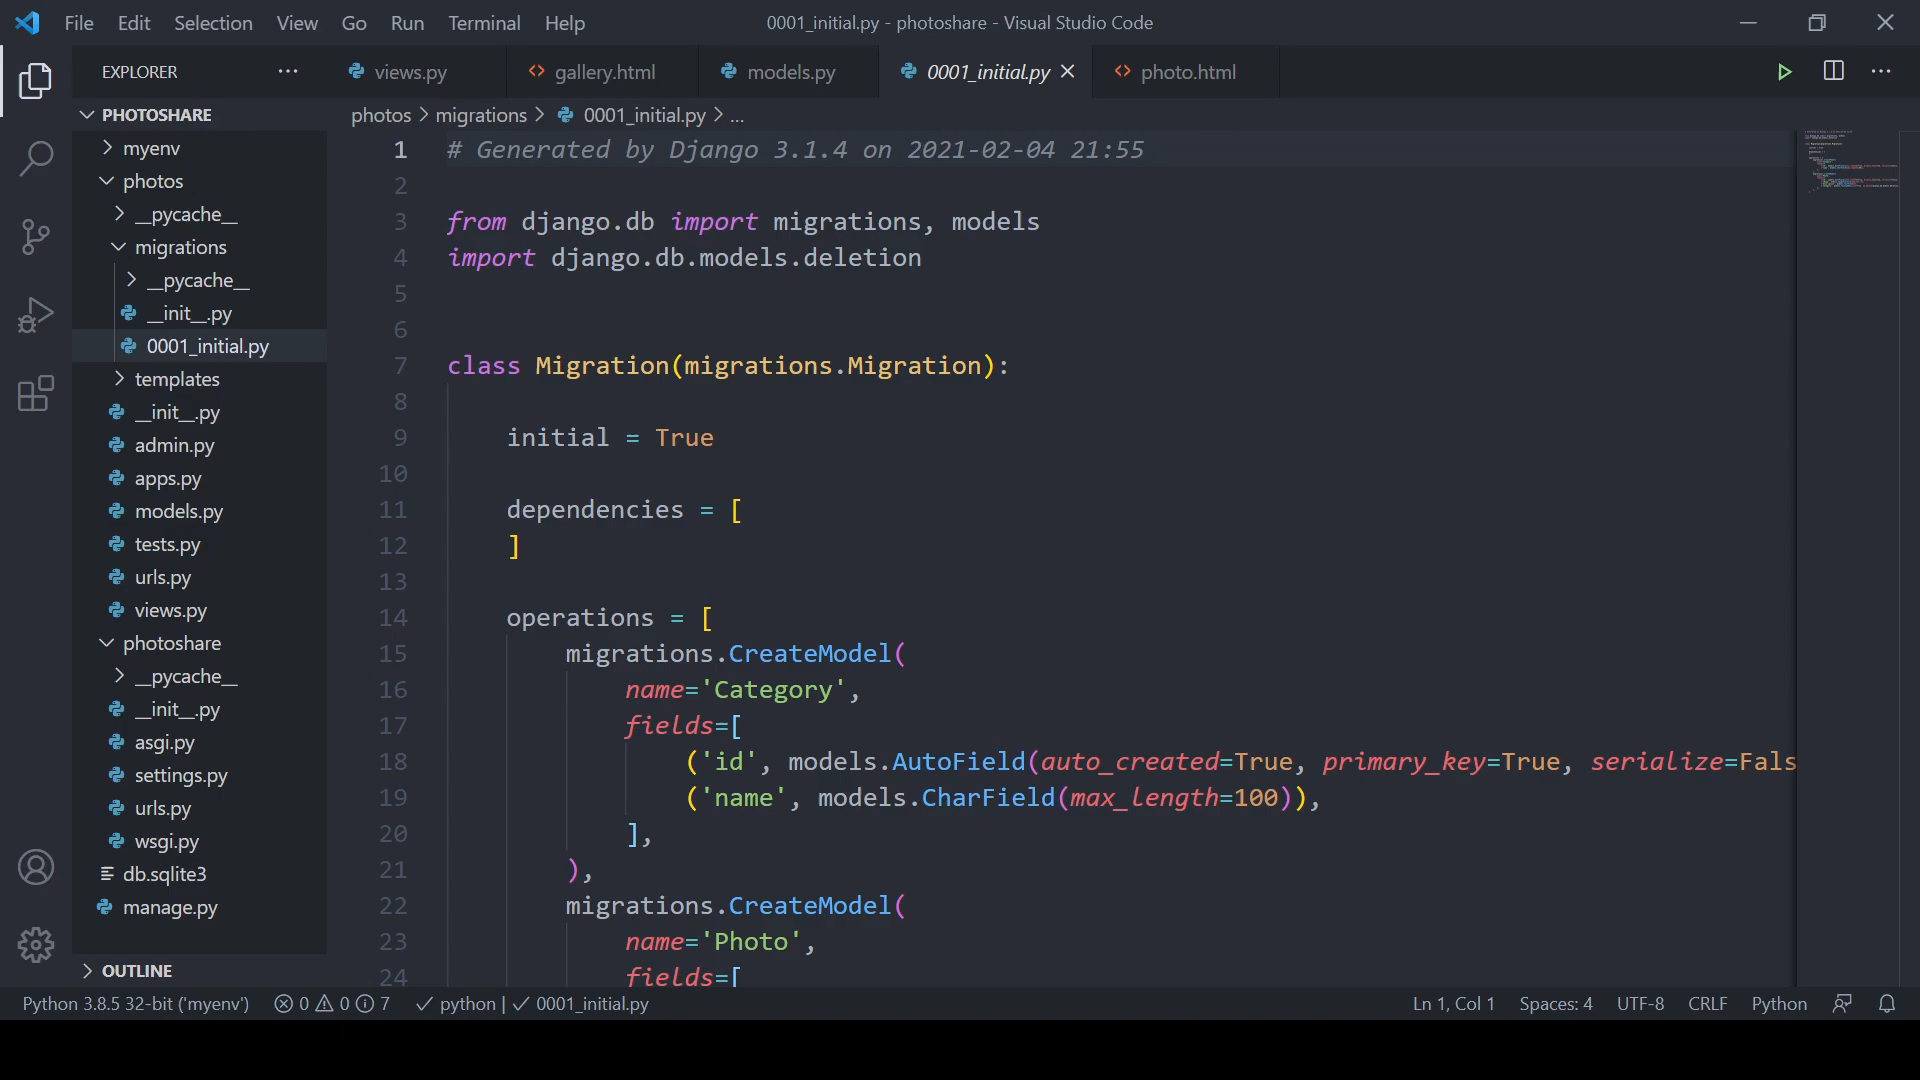 File Edit Selection View Go Run Terminal Help
0001_initial.py - photoshare - Visual Studio Code
EXPLORER
views.py
gallery.html
models.py
0001_initial.py
photo.html
PHOTOSHARE
photos > migrations > 0001_initial.py > ...
myenv
photos
__pycache__
migrations
__pycache__
__init__.py
0001_initial.py
templates
__init__.py
admin.py
apps.py
models.py
tests.py
urls.py
views.py
photoshare
__pycache__
__init__.py
asgi.py
settings.py
urls.py
wsgi.py
db.sqlite3
manage.py
OUTLINE
1 # Generated by Django 3.1.4 on 2021-02-04 21:55
2
3 from django.db import migrations, models
4 import django.db.models.deletion
5
6
7 class Migration(migrations.Migration):
8
9     initial = True
10
11     dependencies = [
12     ]
13
14     operations = [
15         migrations.CreateModel(
16             name='Category',
17             fields=[
18                 ('id', models.AutoField(auto_created=True, primary_key=True, serialize=Fals
19                 ('name', models.CharField(max_length=100)),
20             ],
21         ),
22         migrations.CreateModel(
23             name='Photo',
24             fields=[
Python 3.8.5 32-bit ('myenv') 0 0 7 python | 0001_initial.py
Ln 1, Col 1 Spaces: 4 UTF-8 CRLF Python